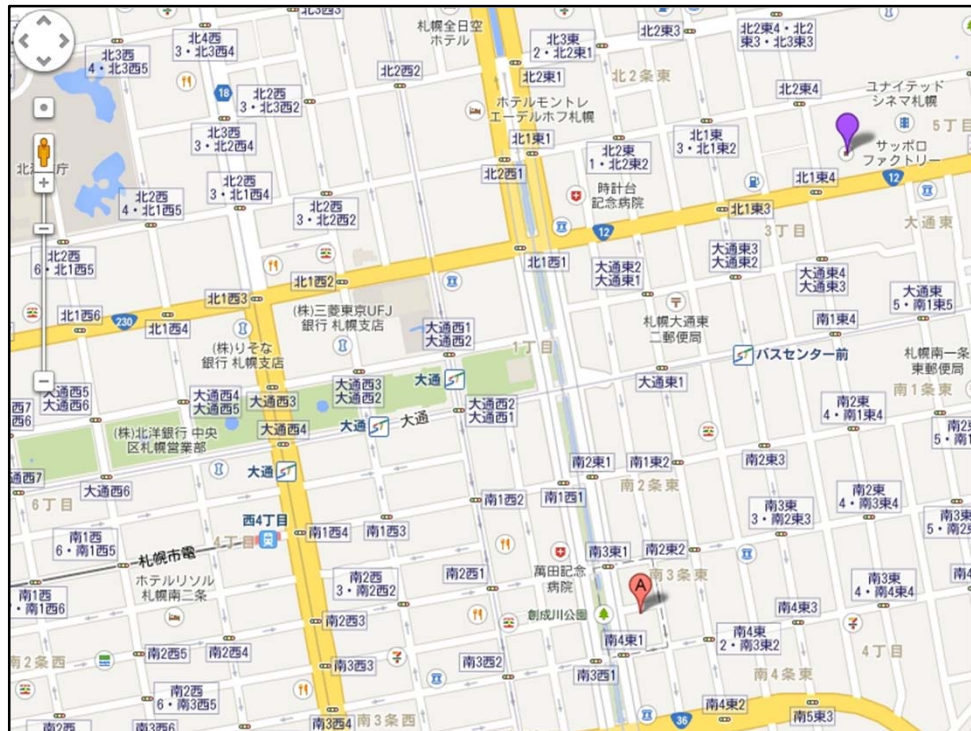 北3西3
北3西
4・北3西5
北4西
3・北3西4
札幌全日空
ホテル
北3東
2・北2東1
北2東3
北2東4・北2
東3・北3東3
18
北2西
3・北3西2
北2西2
北2東1
北2条東
北2東4
ユナイテッド
シネマ札幌
5丁目
北3西
3・北2西4
ホテルモントレ
エーデルホフ札幌
北1東1
北2東
1・北2東2
北1東
3・北1東2
サッポロ
ファクトリー
北2西1
北1東4
12
北2西
4・北1西5
北2西
3・北1西4
北2西
3・北2西2
時計台
記念病院
北1東3
大通東
3丁目
12
北2西
6・北1西5
北1西1
大通東2
大通東1
大通東3
大通東2
大通東4
大通東3
北1西2
北1西3
大通東
5・南1東5
北1西6
230
北1西4
(株)三菱東京UFJ
銀行 札幌支店
大通西1
大通西2
1丁目
札幌大通東
二郵便局
南1東4
(株)りそな
銀行 札幌支店
バスセンター前
札幌南一条
東郵便局
大通
大通西3
大通西2
大通東1
南1条東
大通西5
大通西6
大通西4
大通西5
大通西3
大通西2
大通西1
南2東
4・南1東4
大通
大通
大通西4
(株)北洋銀行 中央
区札幌営業部
南2東1
南1東2
南2東3
大通西7
大通
6丁目
大通西6
南1西2
南1西1
南2条東
南2東
4・南3東4
西4丁目
南3東
3・南2東3
南1西
6・南1西5
4丁目
南1西4
南1西3
南3東1
南2東2
札幌市電
萬田記念
病院
南3条東
A
ホテルリソル
札幌南二条
南2西
3・南2西2
南2西1
南3東
4・南4東4
南1西
6・南1西6
創成川公園
南4東3
南2西3
南4東1
南4東
2・南3東2
4丁目
南2条西
南2西5
南2西4
南3西3
南3西2
南3西1
南4条東
南2西
6・南3西5
南3西4
南3条西
36
南4東2
南5東3
南3西6